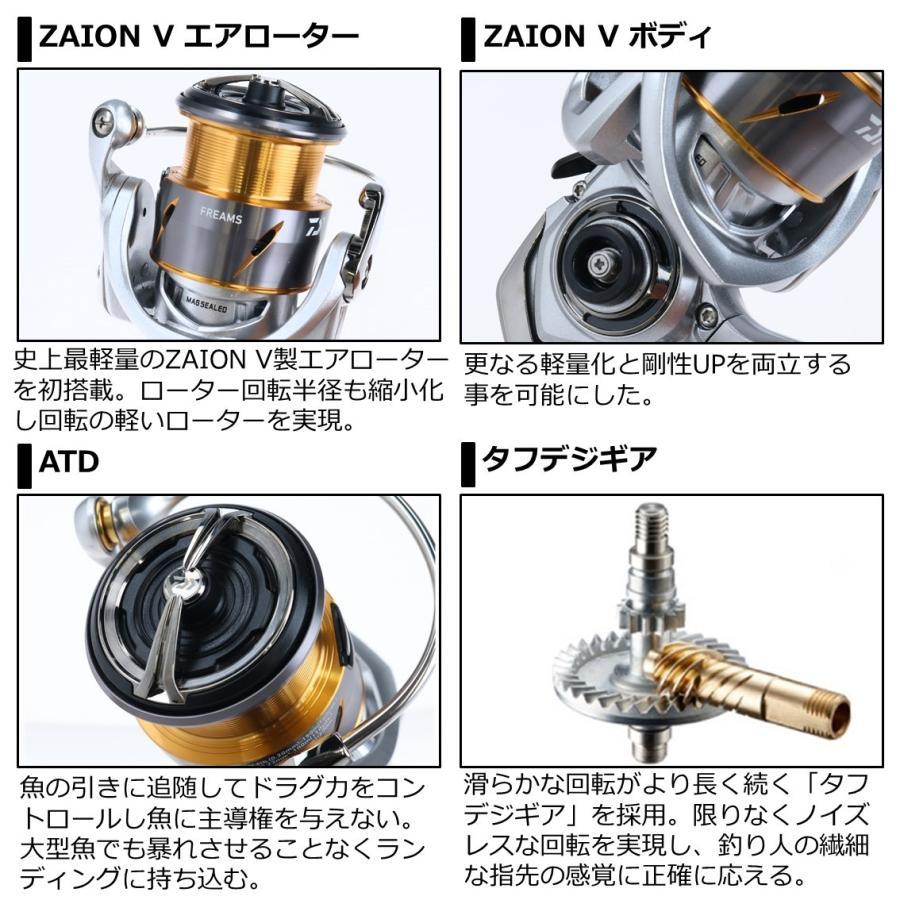 ZAION V エアローター
FREAMS
MAGSEALED
史上最軽量のZAION V製エアローター
を初搭載。ローター回転半径も縮小化
し回転の軽いローターを実現。
ZAION V ボディ
更なる軽量化と剛性UPを両立する
事を可能にした。
ATD
魚の引きに追随してドラグ力をコント
ロールし魚に主導権を与えない。
大型魚でも暴れさせることなくラン
ディングに持ち込む。
タフデジギア
滑らかな回転がより長く続く「タフ
デジギア」を採用。限りなくノイズ
レスな回転を実現し、釣り人の繊細
な指先の感覚に正確に応える。